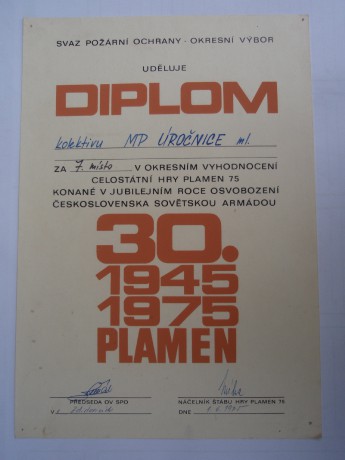 SVAZ POŽÁRNÍ OCHRANY - OKRESNÍ VÝBOR
UDĚLUJE
DIPLOM
kolektivu MP ÚROČNICE ml.
ZA 7. místo V OKRESNÍM VYHODNOCENÍ
CELOSTÁTNÍ HRY PLAMEN 75
KONANÉ V JUBILEJNÍM ROCE OSVOBOZENÍ
ČESKOSLOVENSKA SOVĚTSKOU ARMÁDOU
30.
1945
1975
PLAMEN
PŘEDSEDA OV SPO
NÁČELNÍK ŠTÁBU HRY PLAMEN 75
V
DNE